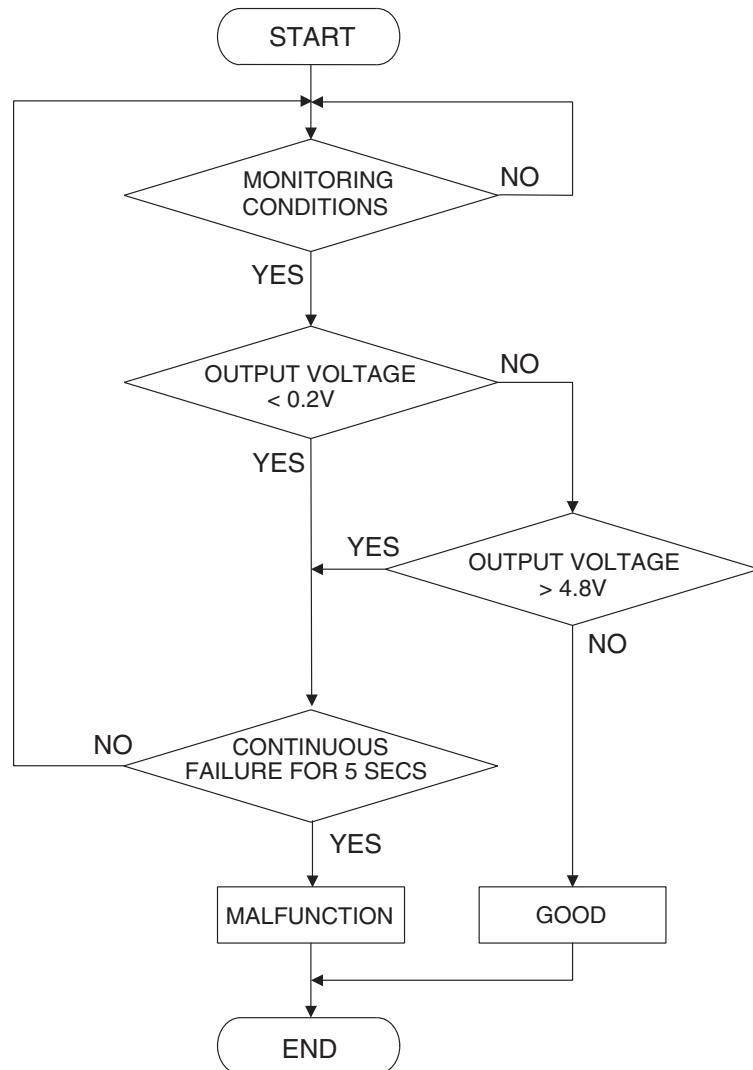 START
MONITORING
CONDITIONS
NO
YES
OUTPUT VOLTAGE
< 0.2V
NO
YES
YES
OUTPUT VOLTAGE
> 4.8V
NO
NO
CONTINUOUS
FAILURE FOR 5 SECS
YES
MALFUNCTION
GOOD
END